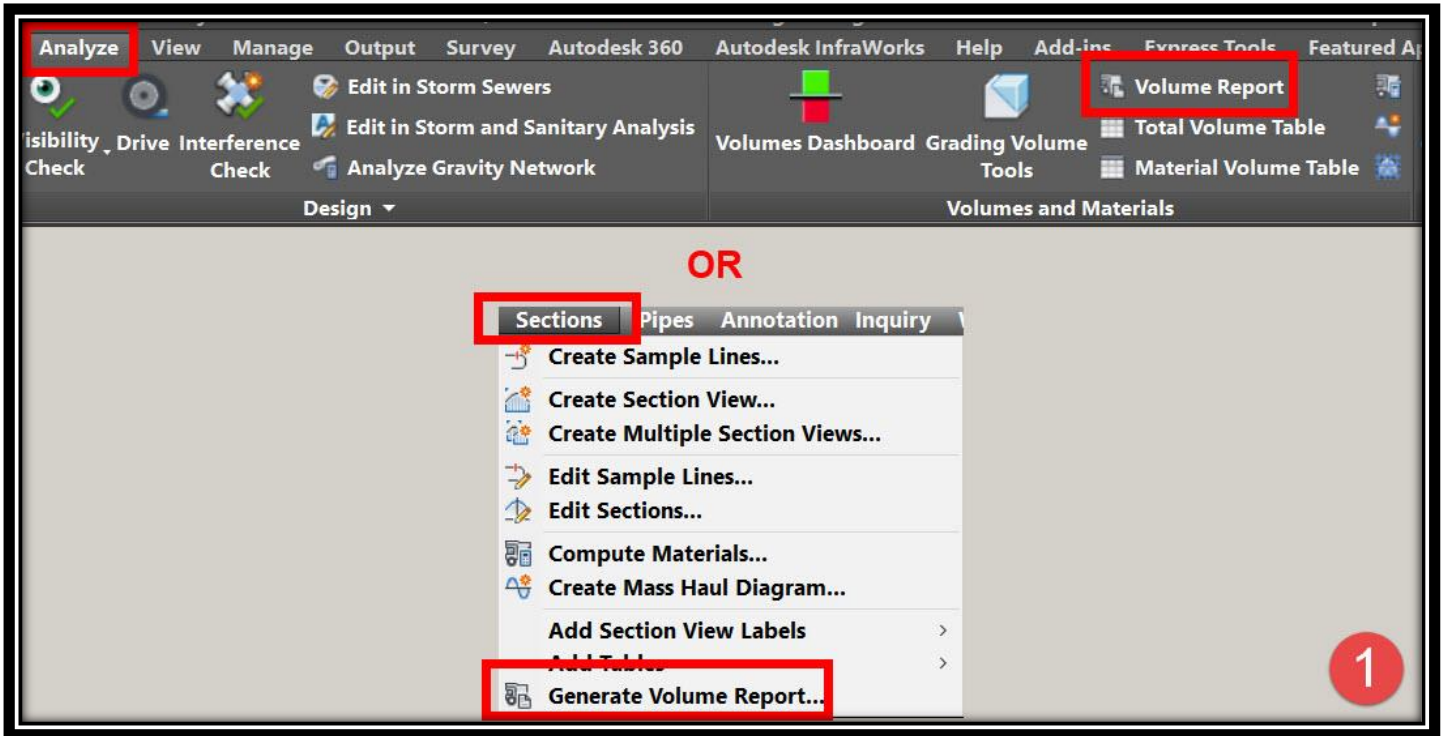 Analyze View Manage Output Survey Autodesk 360 Autodesk InfraWorks Help Add-ins Express Tools Featured
Edit in Storm Sewers
Edit in Storm and Sanitary Analysis
Analyze Gravity Network
Check
Drive
Interference
Check
Design
Volumes Dashboard
Grading Volume
Tools
Volume Report
Total Volume Table
Material Volume Table
Volumes and Materials
OR
Sections Pipes Annotation Inquiry
Create Sample Lines...
Create Section View...
Create Multiple Section Views...
Edit Sample Lines...
Edit Sections...
Compute Materials...
Create Mass Haul Diagram...
Add Section View Labels
Add Tables
Generate Volume Report...
1